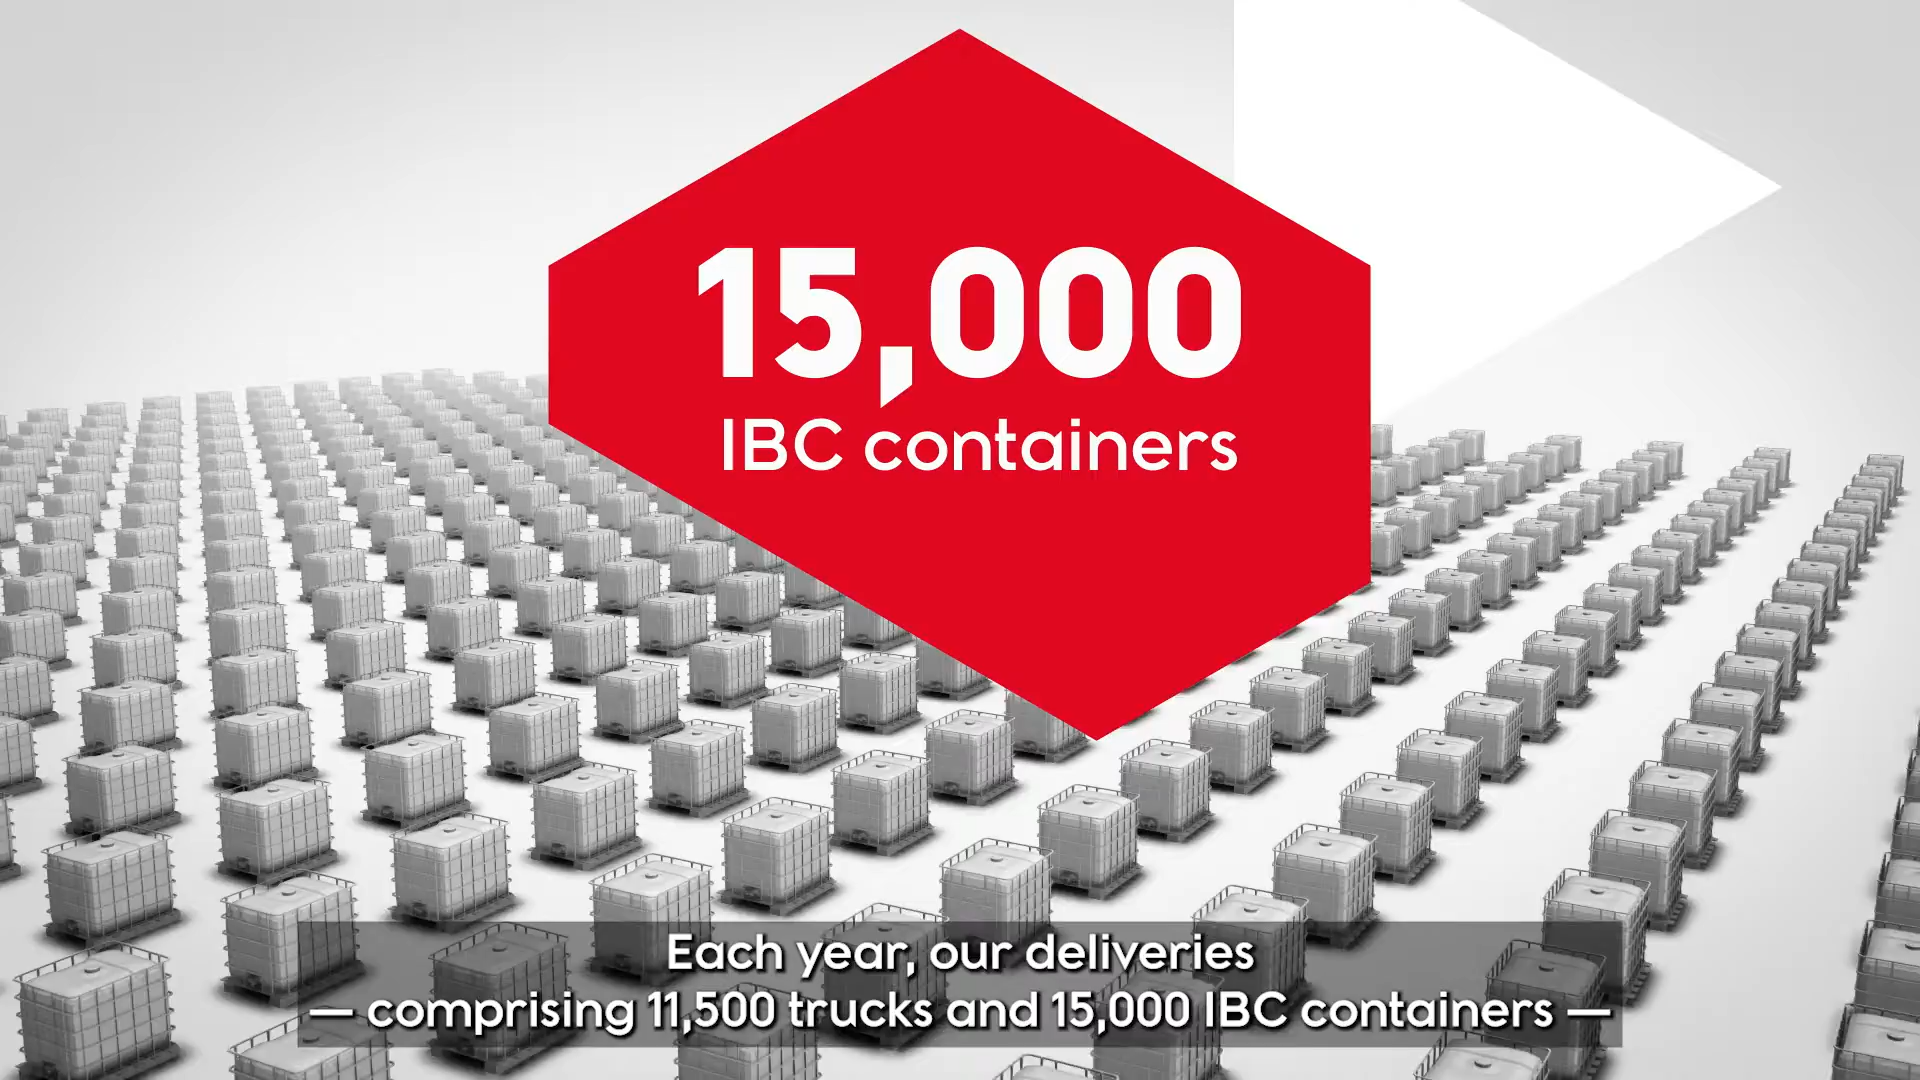 15,000
IBC containers
Each year, our deliveries
— comprising 11,500 trucks and 15,000 IBC containers —